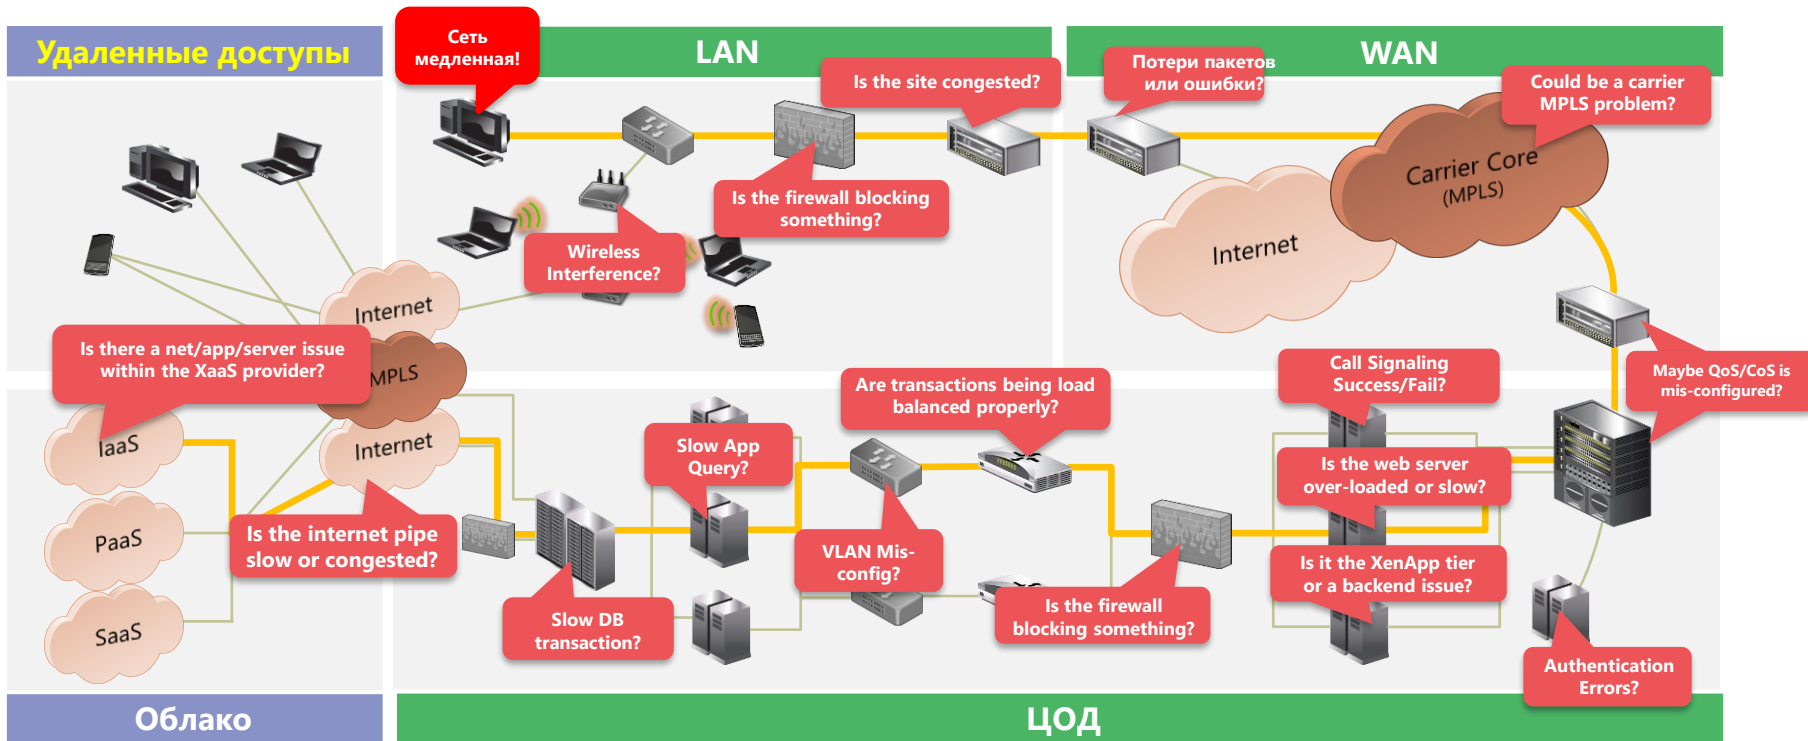 Удаленные доступы
Сеть
медленная!
LAN
WAN
Is the site congested?
Потери пакетов
или ошибки?
Could be a carrier
MPLS problem?
Carrier Core
(MPLS)
Is the firewall blocking
something?
Wireless
Interference?
Internet
Internet
Is there a net/app/server issue
within the XaaS provider?
MPLS
Are transactions being load
balanced properly?
Call Signaling
Success/Fail?
Maybe QoS/CoS is
mis-configured?
IaaS
Internet
Slow App
Query?
Is the web server
over-loaded or slow?
PaaS
Is the internet pipe
slow or congested?
VLAN Mis-
config?
Is it the XenApp tier
or a backend issue?
SaaS
Slow DB
transaction?
Is the firewall
blocking something?
Authentication
Errors?
Облако
ЦОД